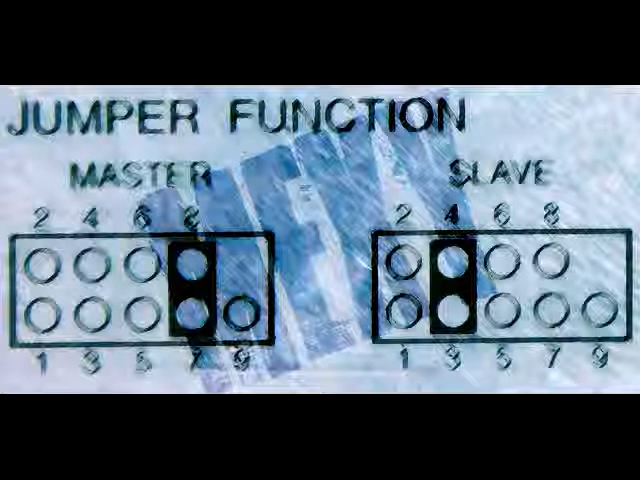 JUMPER FUNCTION
MASTER SLAVE
2 4 6 8 2 4 6 8
1 3 5 7 9 1 3 5 7 9